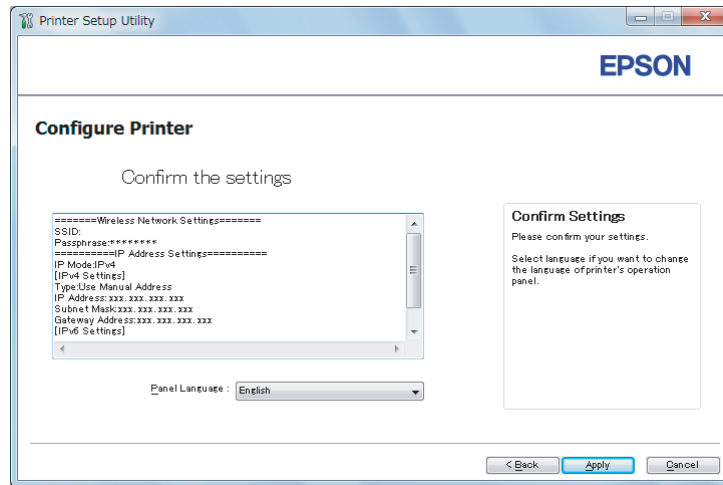 Printer Setup Utility
EPSON
Configure Printer
Confirm the settings
=======Wireless Network Settings=======
SSID:
Passphrase:********
==========IP Address Settings==========
IP Mode:IPv4
[IPv4 Settings]
Type:Use Manual Address
IP Address:xxx.xxx.xxx.xxx
Subnet Mask:xxx.xxx.xxx.xxx
Gateway Address:xxx.xxx.xxx.xxx
[IPv6 Settings]
Panel Language : English
Confirm Settings
Please confirm your settings.
Select language if you want to change
the language of printer's operation
panel.
< Back Apply Cancel